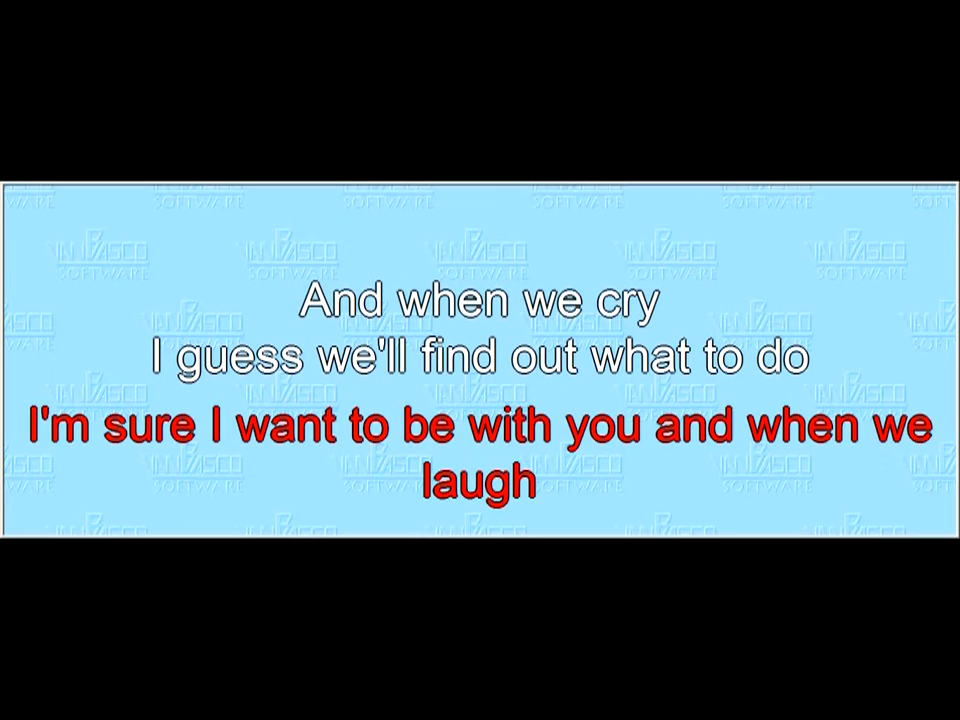 And when we cry
I guess we'll find out what to do
I'm sure I want to be with you and when we
laugh